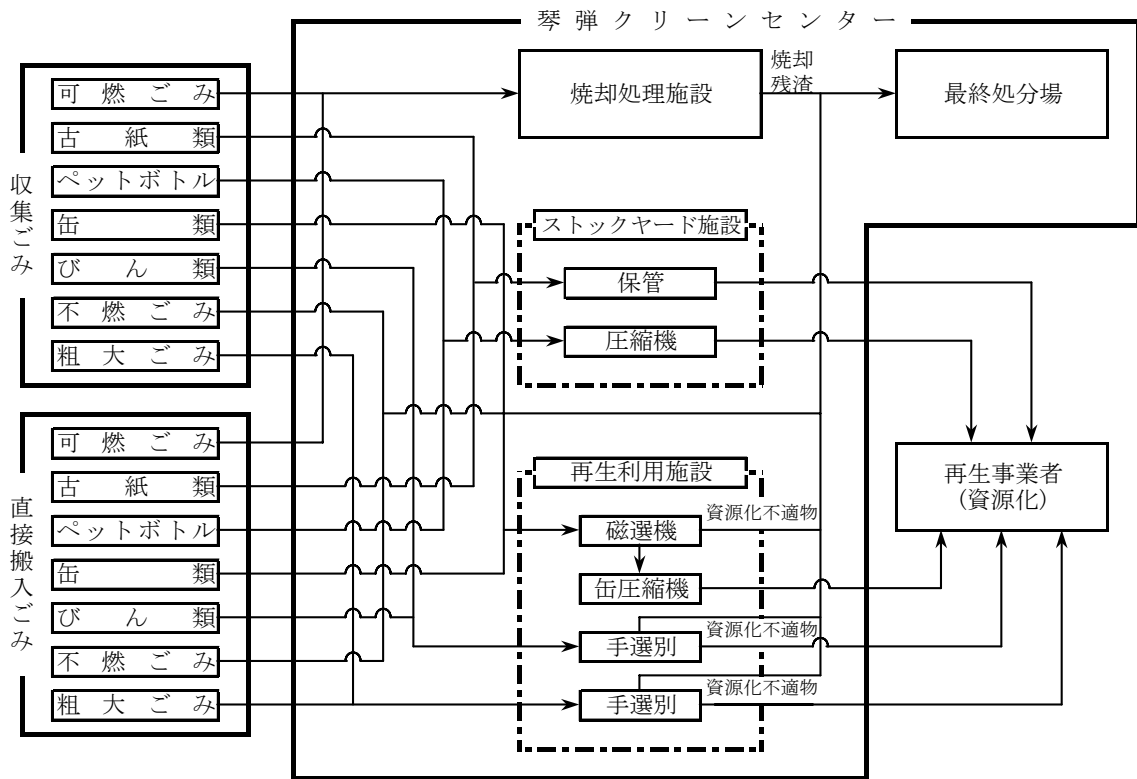 琴弾クリーンセンター
収集ごみ
可燃ごみ
古紙類
ペットボトル
缶類
びん類
不燃ごみ
粗大ごみ
直接搬入ごみ
可燃ごみ
古紙類
ペットボトル
缶類
びん類
不燃ごみ
粗大ごみ
焼却処理施設
焼却
残渣
最終処分場
ストックヤード施設
保管
圧縮機
再生利用施設
磁選機
資源化不適物
缶圧縮機
手選別
資源化不適物
手選別
資源化不適物
再生事業者
(資源化)